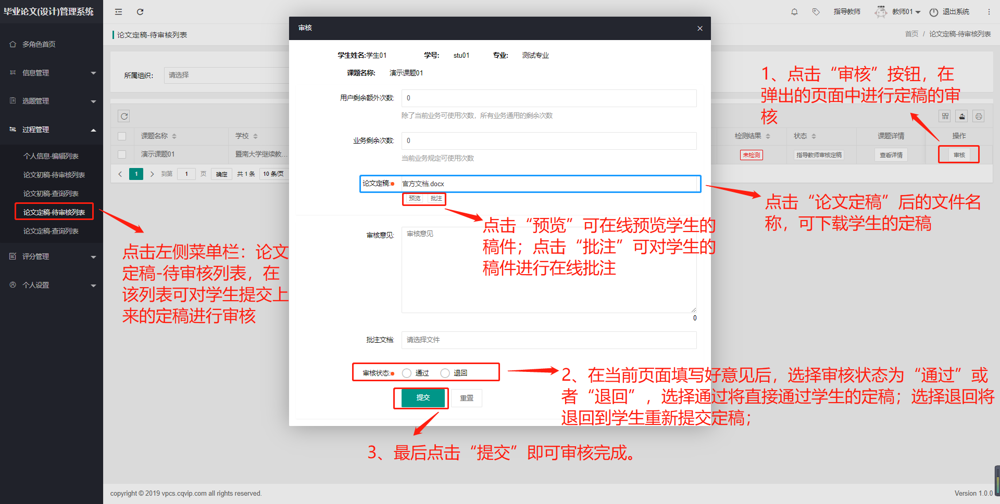 毕业论文(设计)管理系统
指导教师
教师01
退出系统
多角色首页
信息管理
选题管理
过程管理
个人信息-编辑列表
论文初稿-待审核列表
论文初稿-查询列表
论文定稿-待审核列表
论文定稿-查询列表
评分管理
个人设置
论文定稿-待审核列表
首页 / 论文定稿-待审核列表
所属组织:
请选择
课题名称
学校
检测结果
状态
课题详情
操作
演示课题01
暨南大学继续教...
未检测
指导教师审核定稿
查看详情
审核
1
到第
1
页
确定
共 1 条
10 条/页
审核
学生姓名:学生01
学号:
stu01
专业:
测试专业
课题名称:
演示课题01
用户剩余额外次数:
0
除了当前业务可使用次数，所有业务通用的剩余次数
业务剩余次数:
0
当前业务规定可使用次数
论文定稿:
官方文档.docx
预览
批注
审核意见:
审核意见
0
批注文档:
请选择文件
审核状态:
通过
退回
提交
重置
1、点击“审核”按钮，在
弹出的页面中进行定稿的审
核
点击“论文定稿”后的文件名
称，可下载学生的定稿
点击“预览”可在线预览学生的
稿件；点击“批注”可对学生的
稿件进行在线批注
点击左侧菜单栏：论文
定稿-待审核列表，在
该列表可对学生提交上
来的定稿进行审核
2、在当前页面填写好意见后，选择审核状态为“通过”或
者“退回”，选择通过将直接通过学生的定稿；选择退回将
退回到学生重新提交定稿；
3、最后点击“提交”即可审核完成。
copyright © 2019 vpcs.cqvip.com all rights reserved.
Version 1.0.0